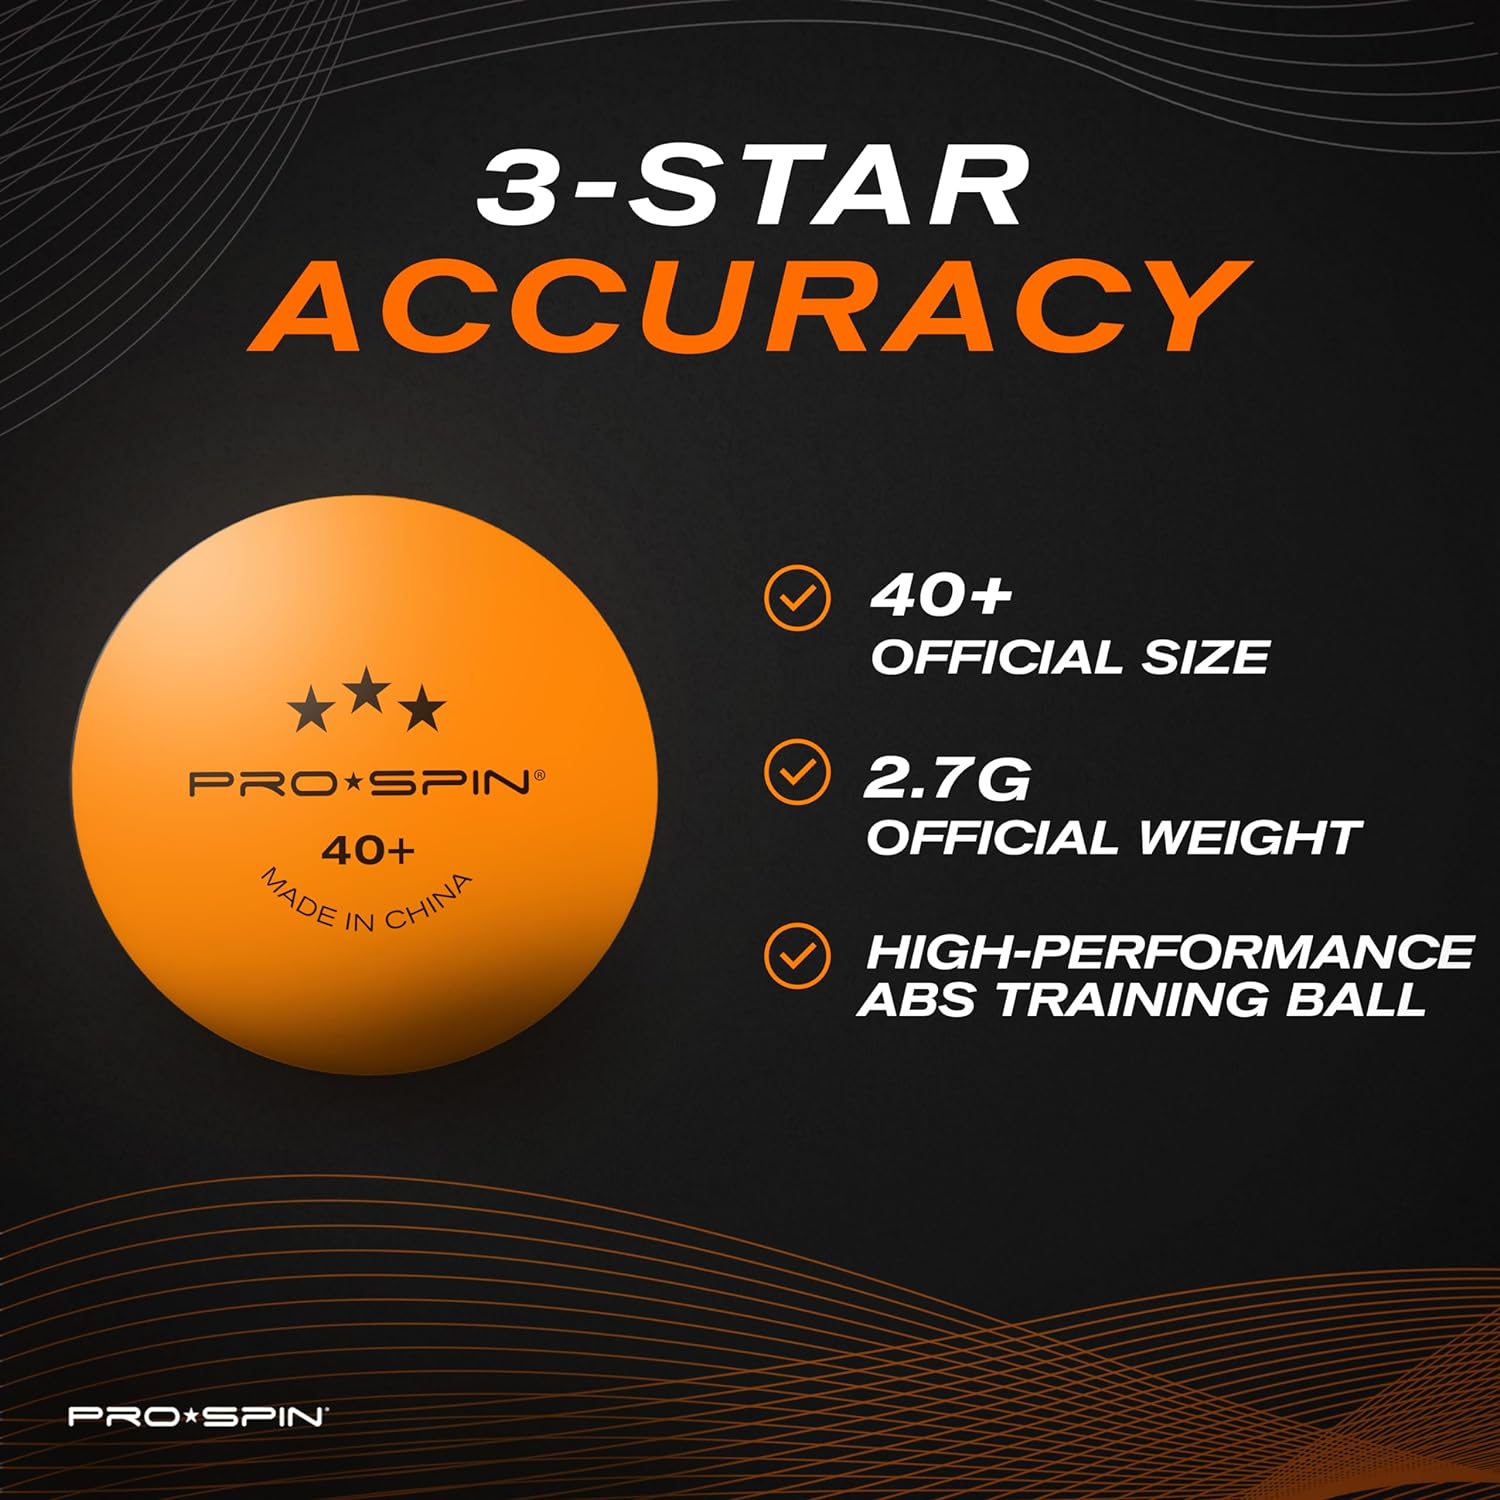 3-STAR
ACCURACY
PRO★SPIN®
40+
MADE IN CHINA
40+
OFFICIAL SIZE
2.7G
OFFICIAL WEIGHT
HIGH-PERFORMANCE
ABS TRAINING BALL
PRO★SPIN®